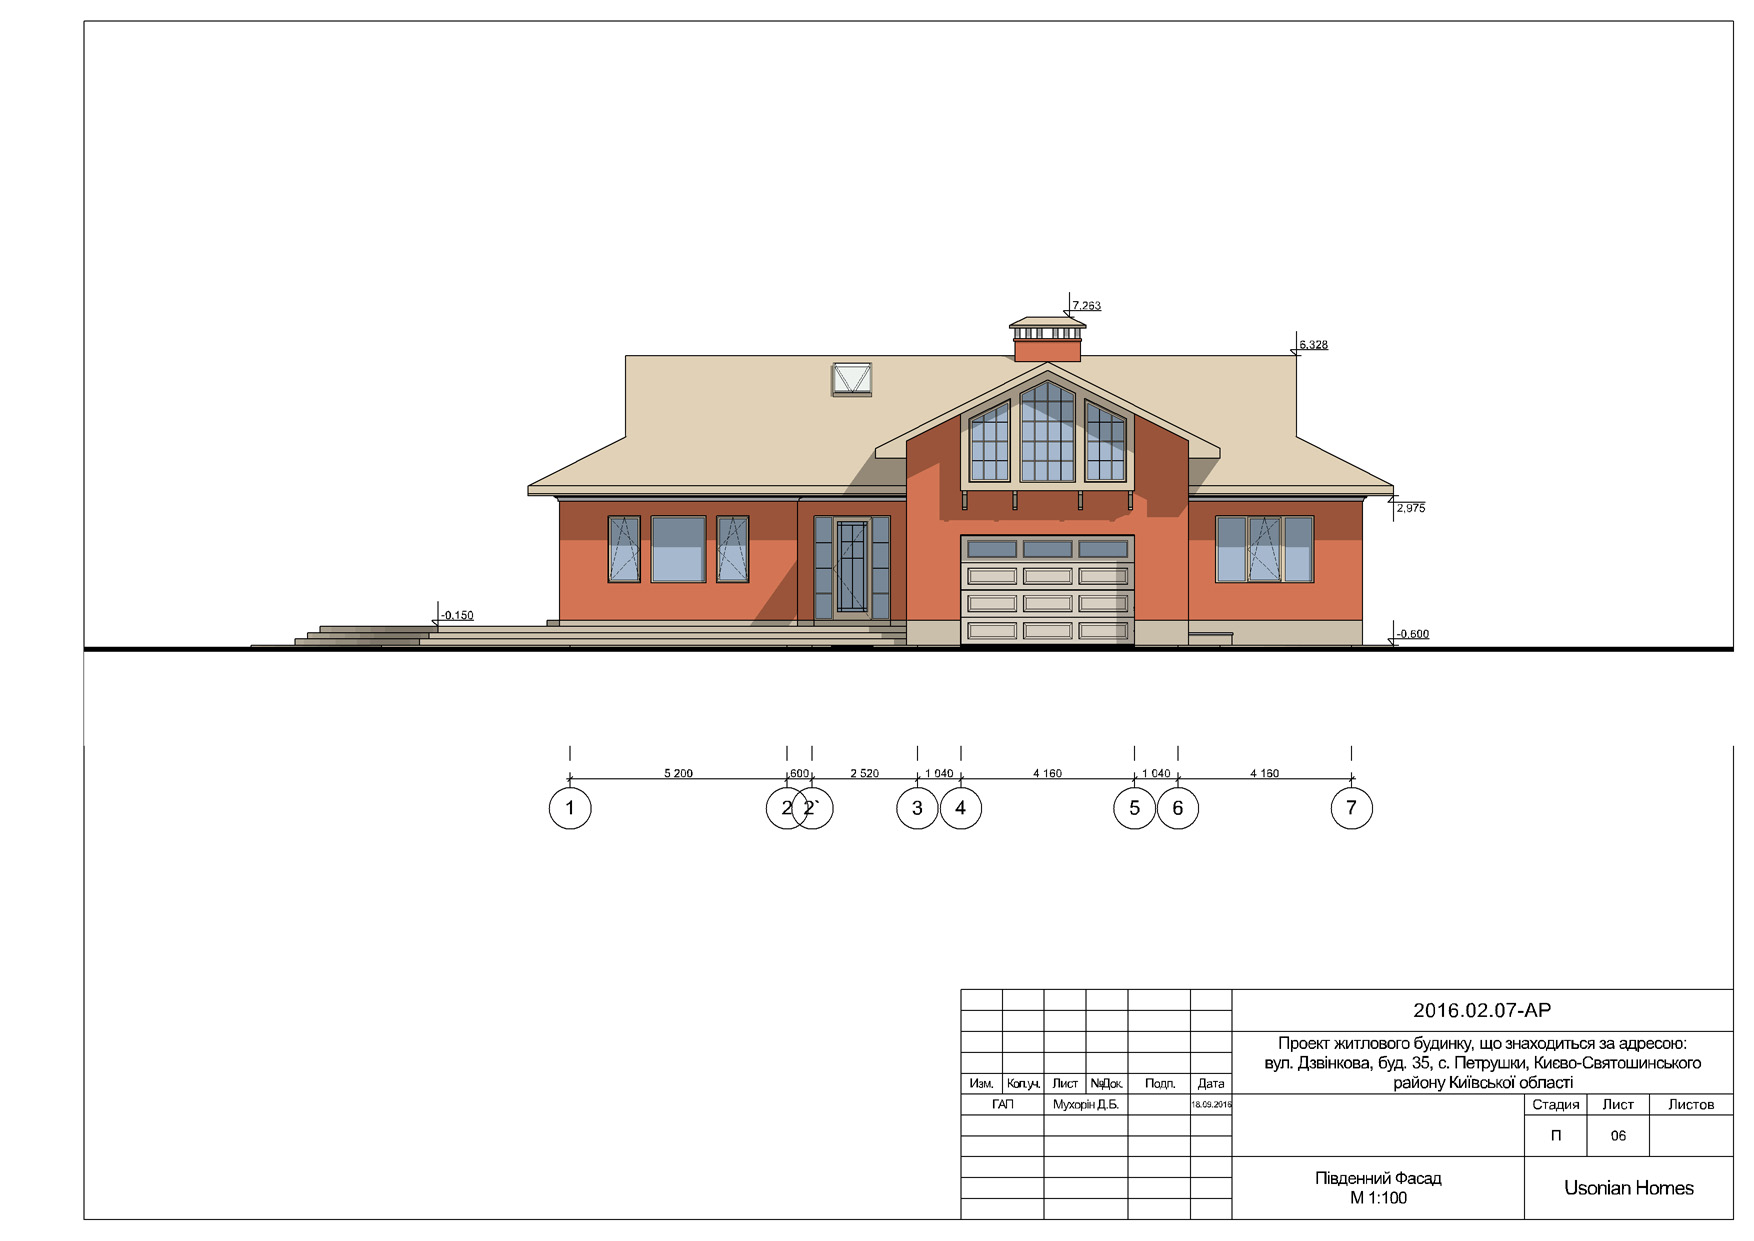 7,263
6,328
2,975
-0,150
-0,600
5 200 600 2 520 1 040 4 160 1 040 4 160
1 2 2` 3 4 5 6 7
2016.02.07-АР
Проект житлового будинку, що знаходиться за адресою:
вул. Дзвінкова, буд. 35, с. Петрушки, Києво-Святошинського
району Київської області
Изм. Кол.уч. Лист №Док. Подп. Дата
ГАП Мухорін Д.Б. 18.09.2016
Стадия Лист Листов
П 06
Південний Фасад
М 1:100
Usonian Homes